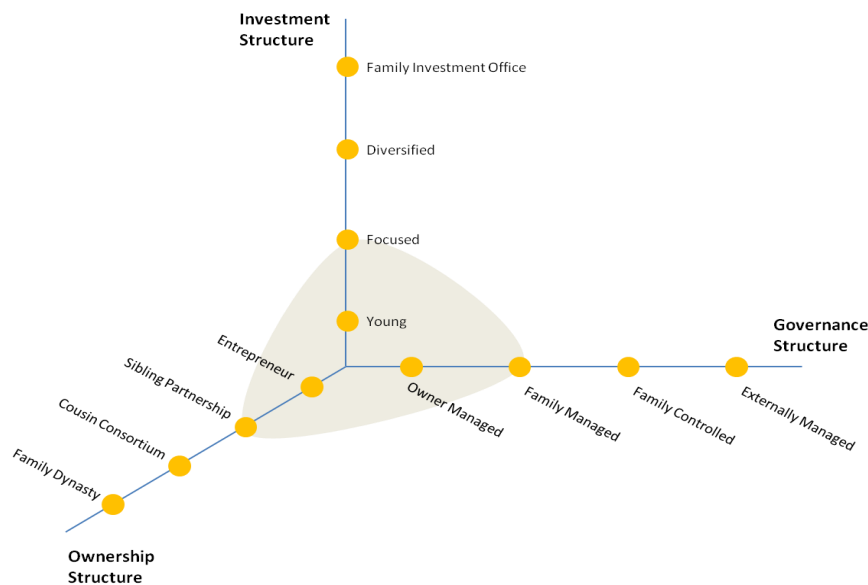 Investment
Structure
Family Investment Office
Diversified
Focused
Young
Governance
Structure
Owner Managed
Family Managed
Family Controlled
Externally Managed
Entrepreneur
Sibling Partnership
Cousin Consortium
Family Dynasty
Ownership
Structure